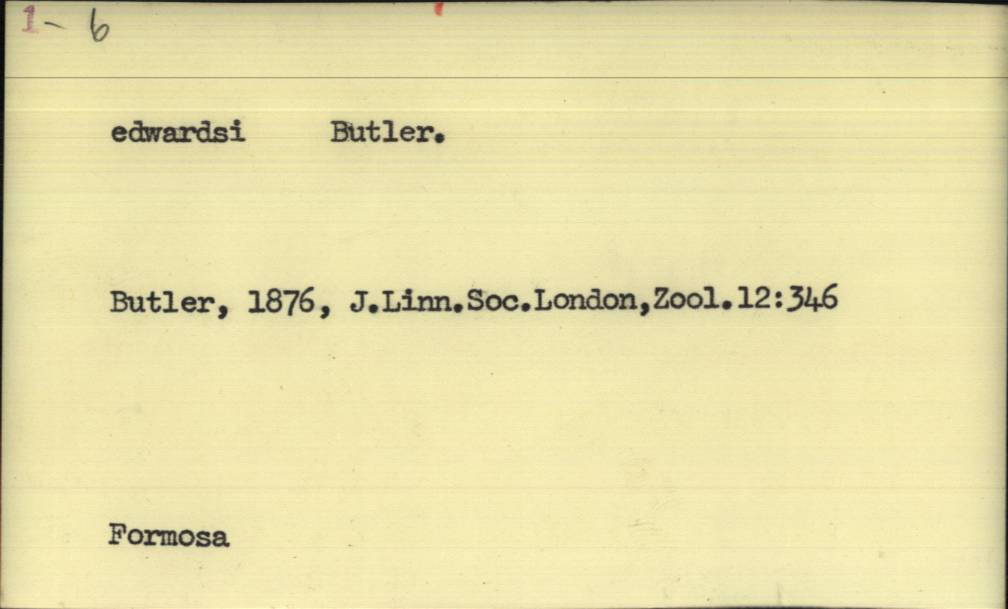 1- 6
edwardsi Butler.
Butler, 1876, J.Linn.Soc.London,Zool.12:346
Formosa